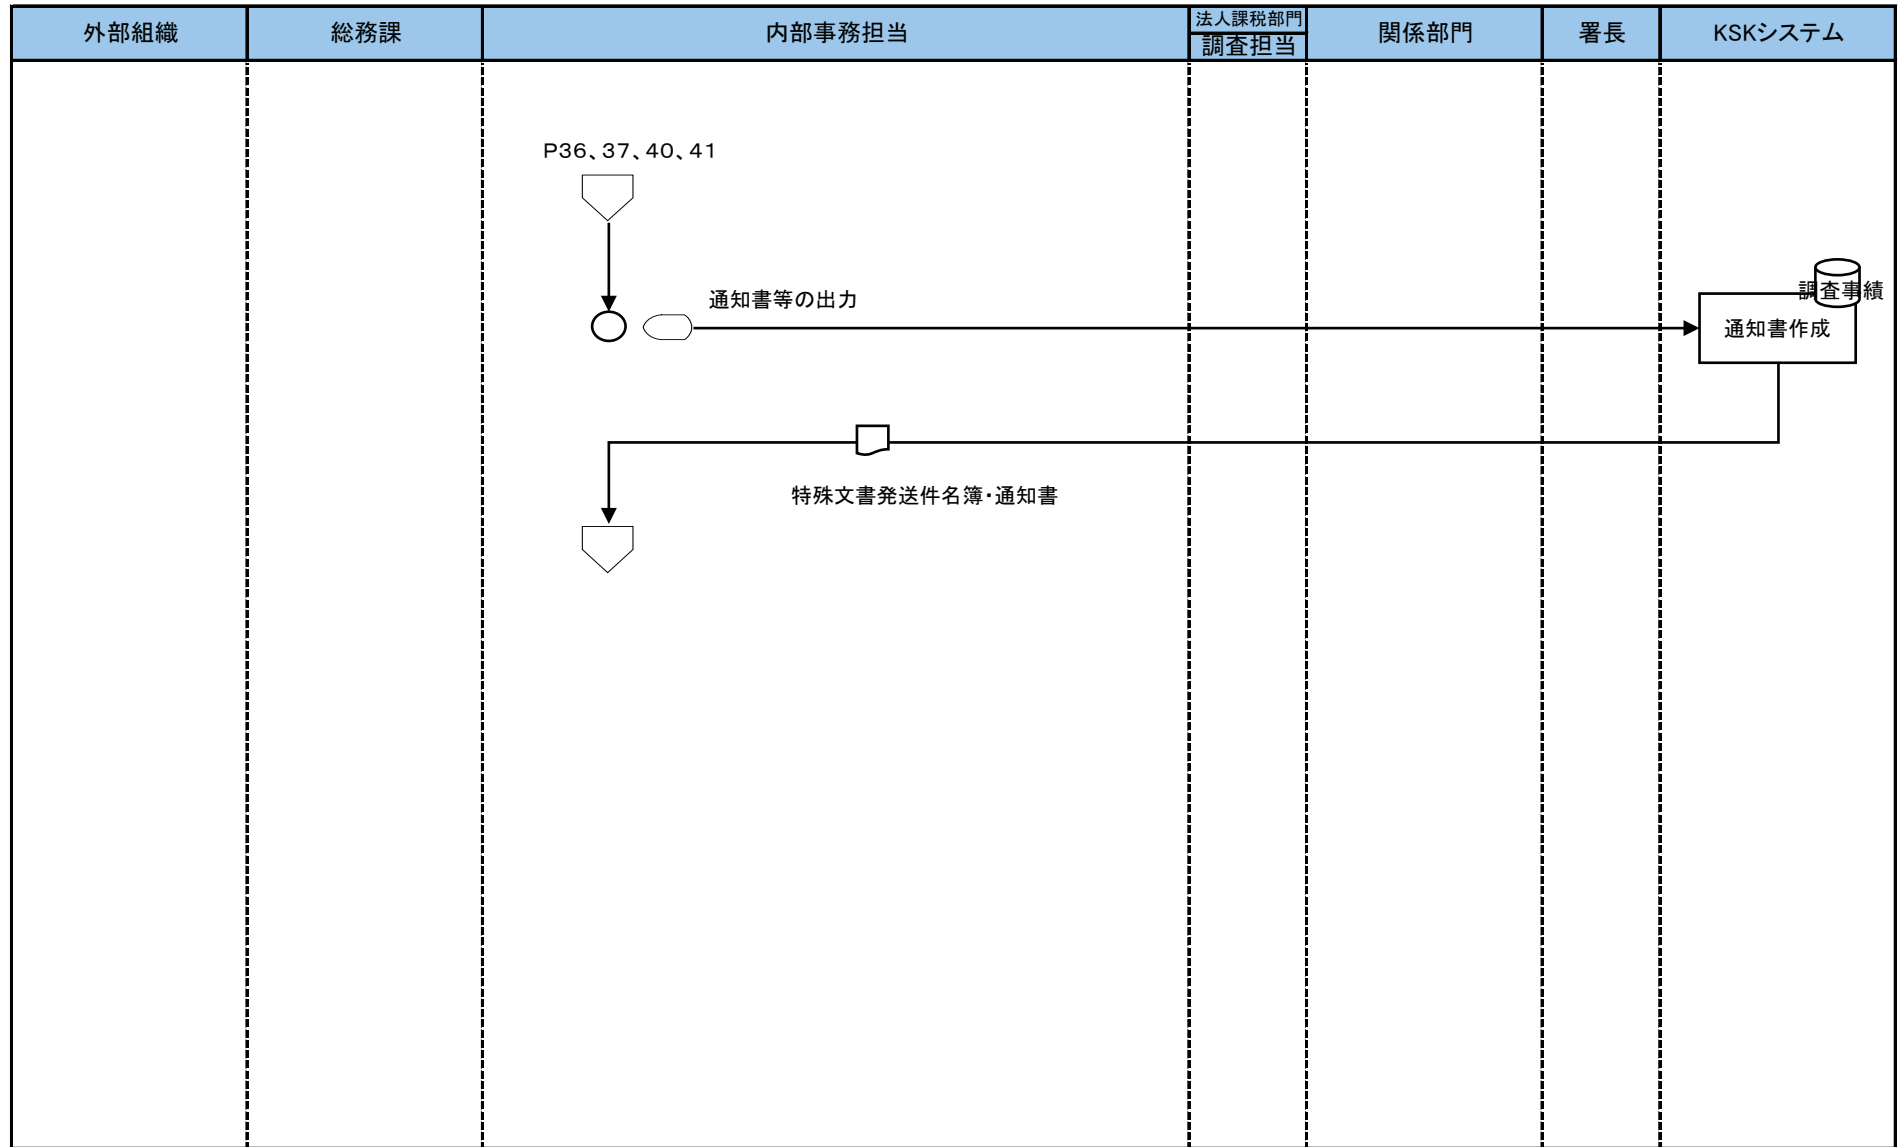 外部組織
総務課
内部事務担当
法人課税部門
調査担当
関係部門
署長
KSKシステム
P36、37、40、41
通知書等の出力
調査事績
通知書作成
特殊文書発送件名簿・通知書